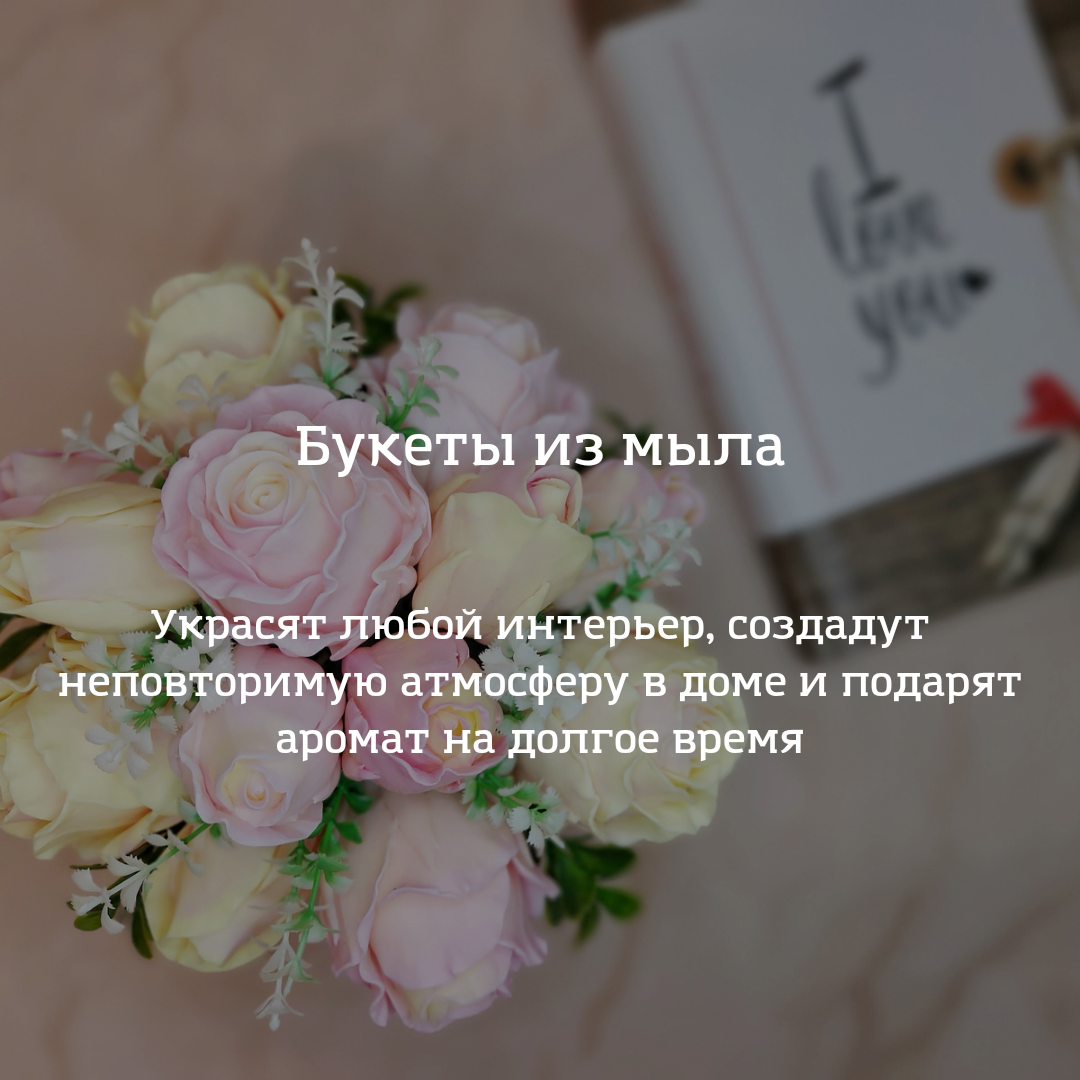 I
love
you
Букеты из мыла
Украсят любой интерьер, создадут
неповторимую атмосферу в доме и подарят
аромат на долгое время